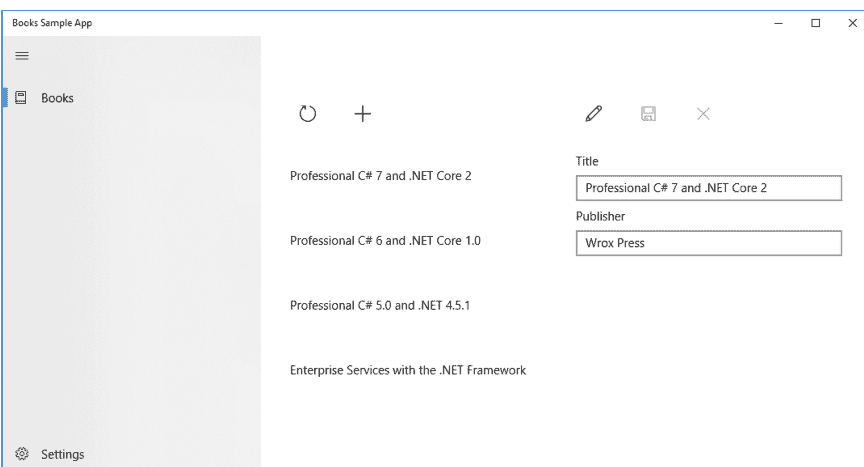 Books Sample App
Books
Professional C# 7 and .NET Core 2
Professional C# 6 and .NET Core 1.0
Professional C# 5.0 and .NET 4.5.1
Enterprise Services with the .NET Framework
Title
Professional C# 7 and .NET Core 2
Publisher
Wrox Press
Settings